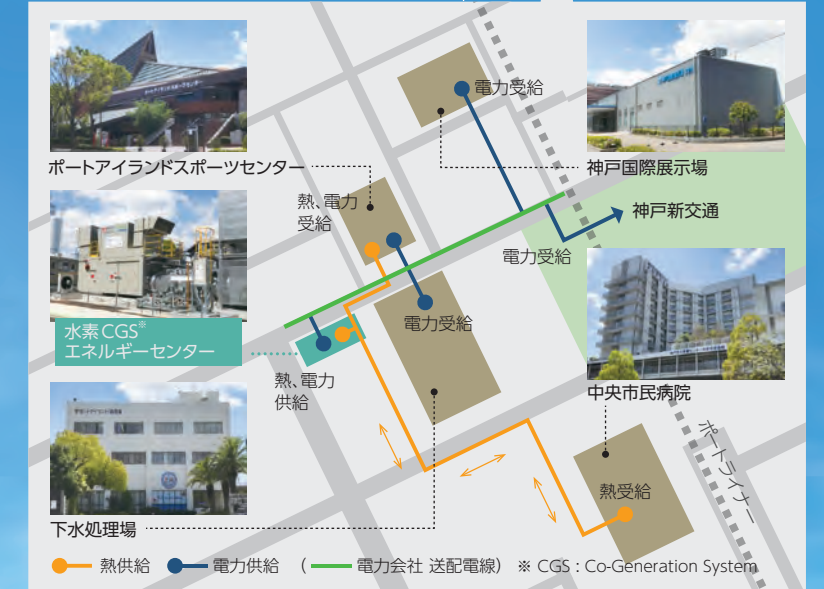 電力受給
ポートアイランドスポーツセンター
神戸国際展示場
熱、電力
受給
神戸新交通
電力受給
電力受給
水素CGS※
エネルギーセンター
熱、電力
供給
中央市民病院
ポートライナー
熱受給
下水処理場
熱供給 電力供給 ( 電力会社 送配電線) ※ CGS : Co-Generation System